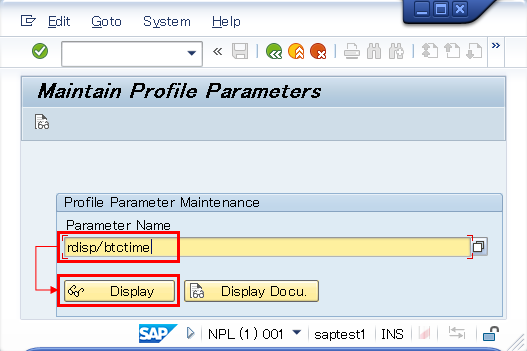 Edit Goto System Help
«
»
Maintain Profile Parameters
Profile Parameter Maintenance
Parameter Name
rdisp/btctime
Display Display Docu.
SAP NPL (1) 001 saptest1 INS